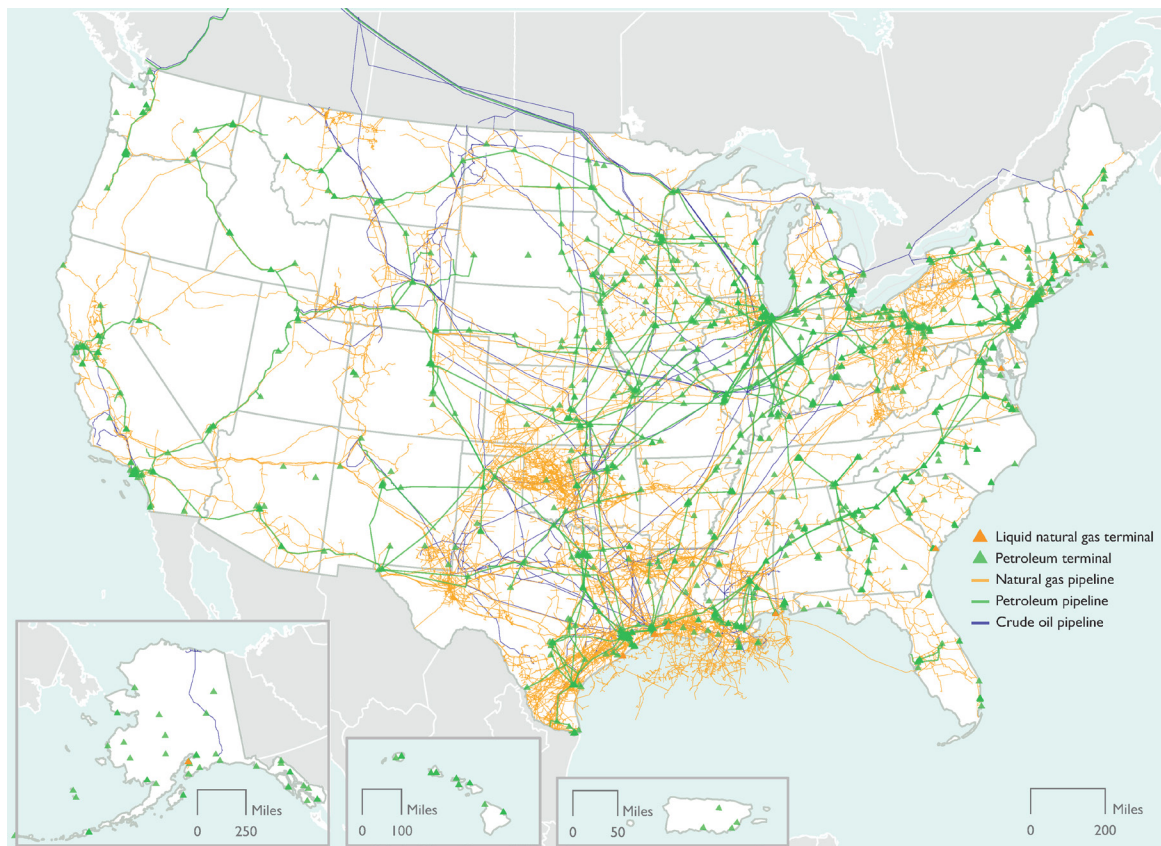 Liquid natural gas terminal
Petroleum terminal
Natural gas pipeline
Petroleum pipeline
Crude oil pipeline
Miles
0 250
Miles
0 100
Miles
0 50
Miles
0 200